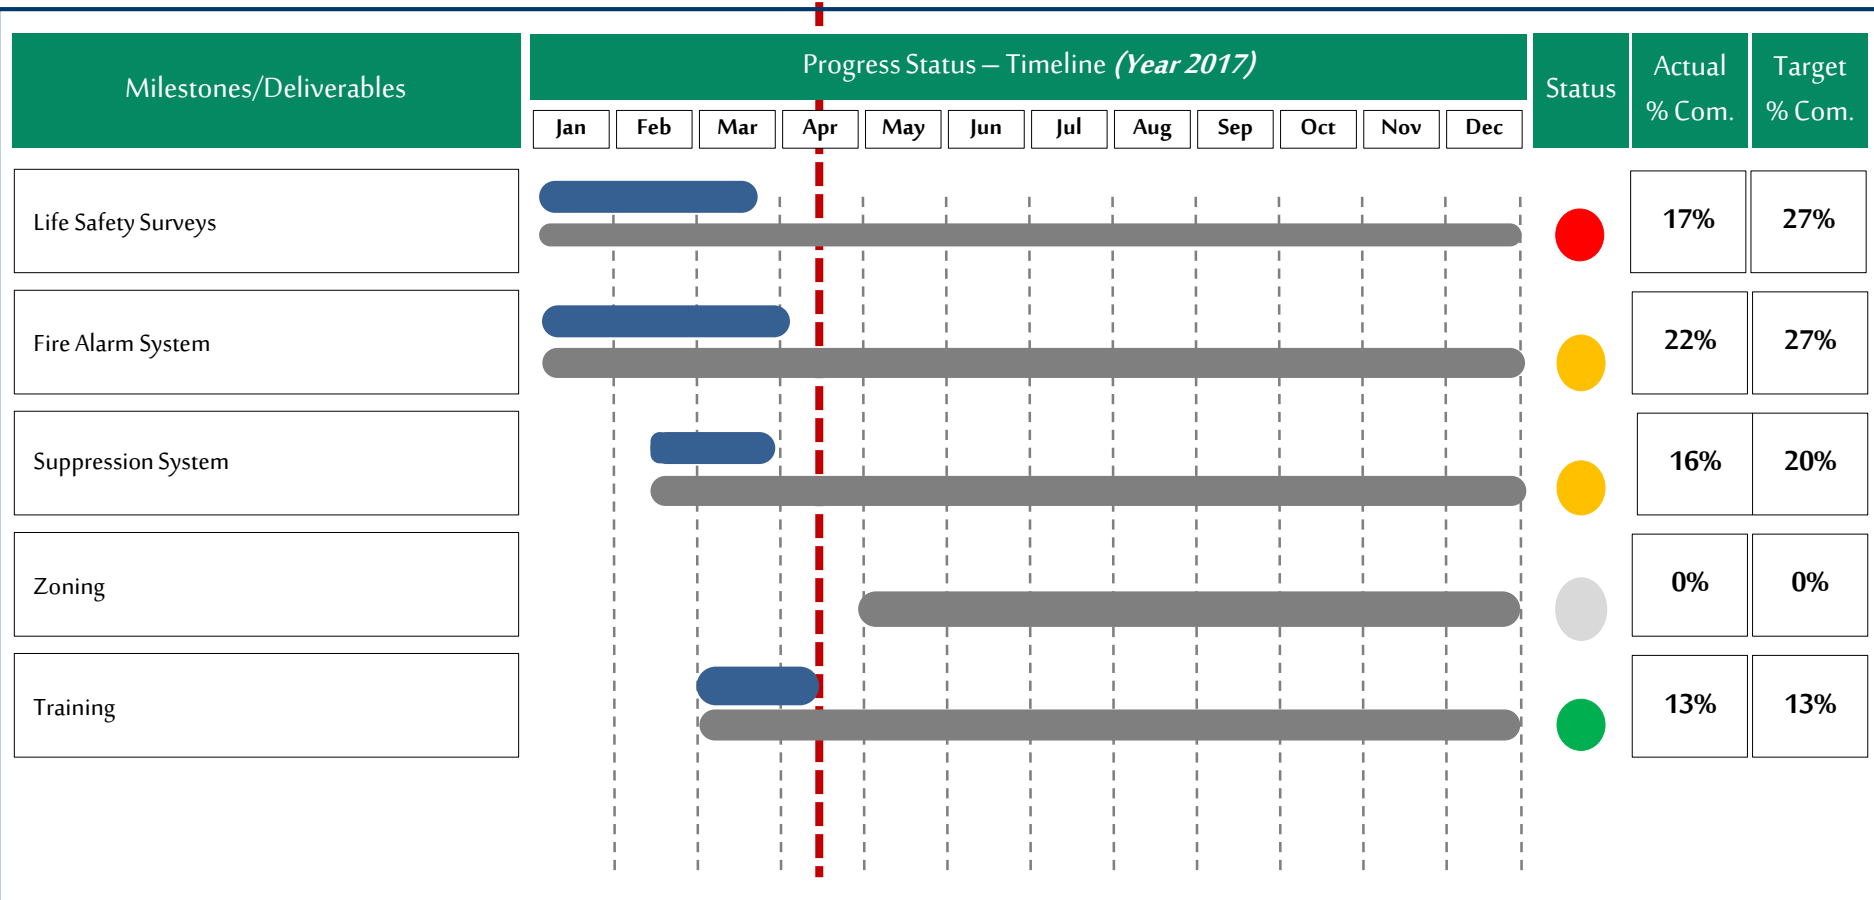 Milestones/Deliverables
Progress Status – Timeline (Year 2017)
Status
Actual
% Com.
Target
% Com.
Jan Feb Mar Apr May Jun Jul Aug Sep Oct Nov Dec
Life Safety Surveys
17% 27%
Fire Alarm System
22% 27%
Suppression System
16% 20%
Zoning
0% 0%
Training
13% 13%